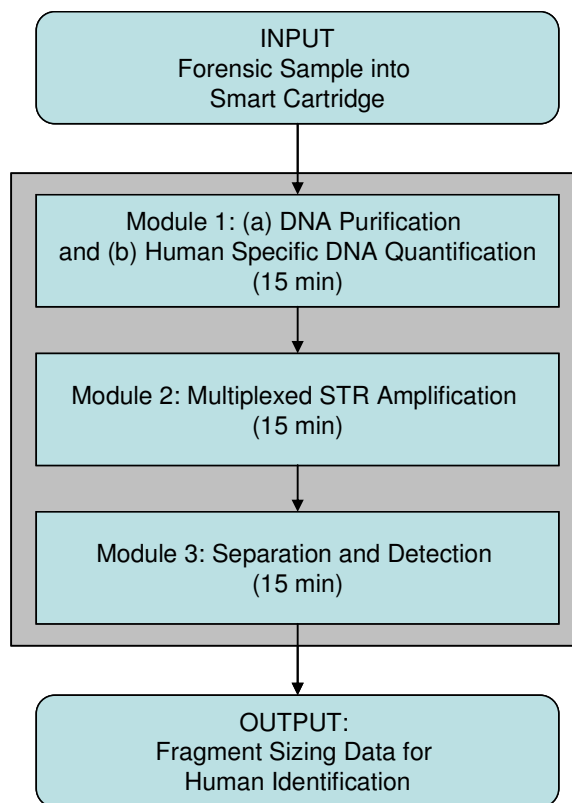 INPUT
Forensic Sample into
Smart Cartridge
Module 1: (a) DNA Purification
and (b) Human Specific DNA Quantification
(15 min)
Module 2: Multiplexed STR Amplification
(15 min)
Module 3: Separation and Detection
(15 min)
OUTPUT:
Fragment Sizing Data for
Human Identification